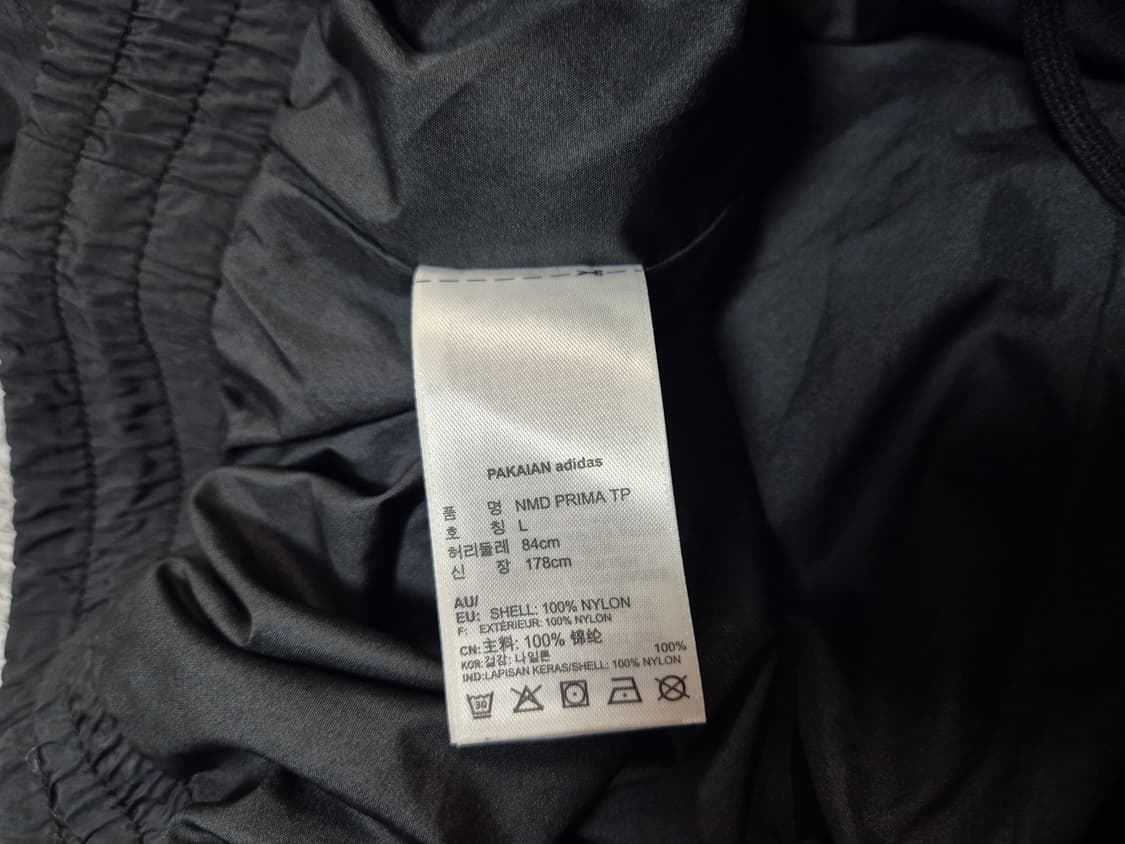 PAKAIAN adidas
품 명 NMD PRIMA TP
호 칭 L
허리둘레 84cm
신 장 178cm
AU/
EU: SHELL: 100% NYLON
F: EXTÉRIEUR: 100% NYLON
CN:主料: 100% 锦纶
KOR:겉감: 나일론 100%
IND:LAPISAN KERAS/SHELL: 100% NYLON
30